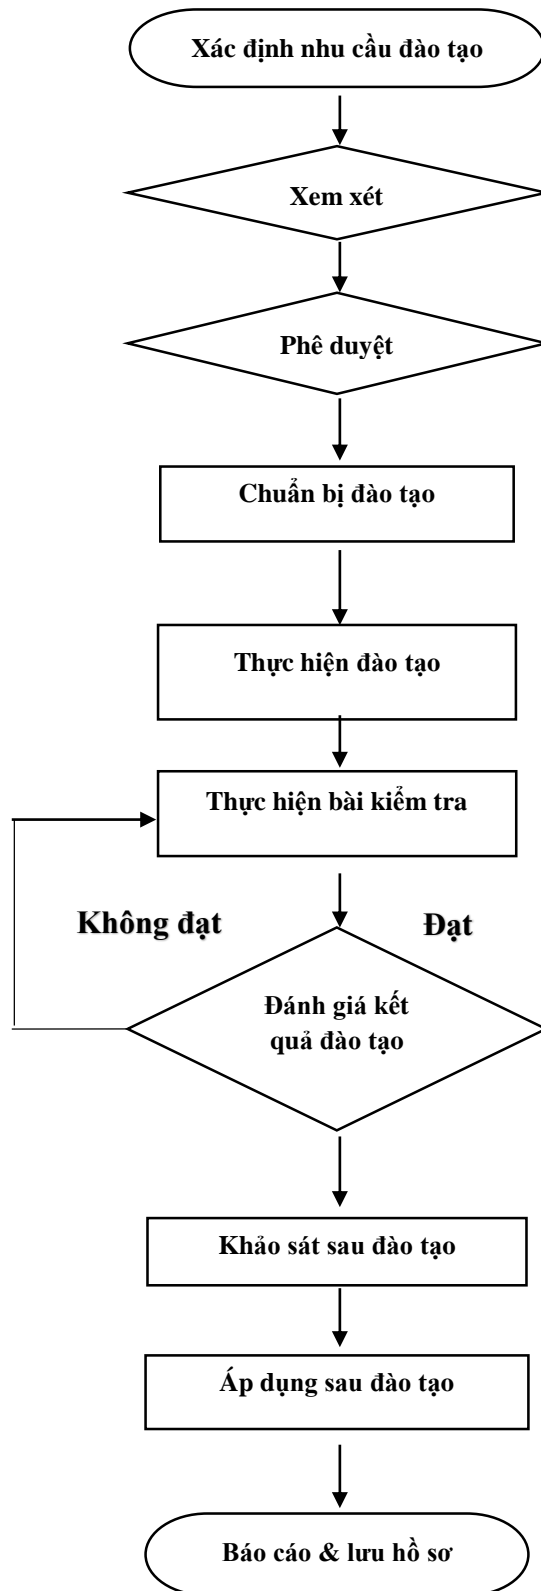 Xác định nhu cầu đào tạo
Xem xét
Phê duyệt
Chuẩn bị đào tạo
Thực hiện đào tạo
Thực hiện bài kiểm tra
Không đạt
Đạt
Đánh giá kết
quả đào tạo
Khảo sát sau đào tạo
Áp dụng sau đào tạo
Báo cáo & lưu hồ sơ